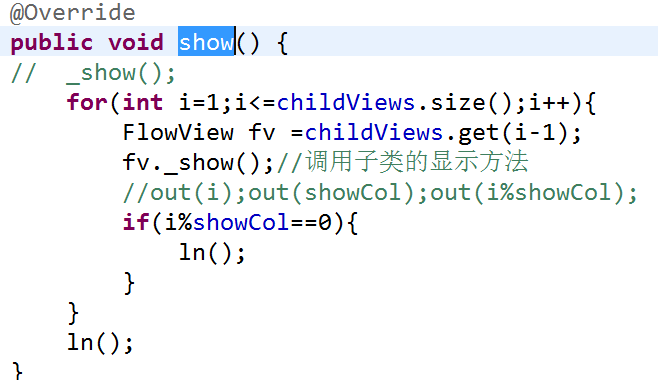 @Override
public void show() {
//  _show();
    for(int i=1;i<=childViews.size();i++){
        FlowView fv =childViews.get(i-1);
        fv._show();//调用子类的显示方法
        //out(i);out(showCol);out(i%showCol);
        if(i%showCol==0){
            ln();
        }
    }
    ln();
}